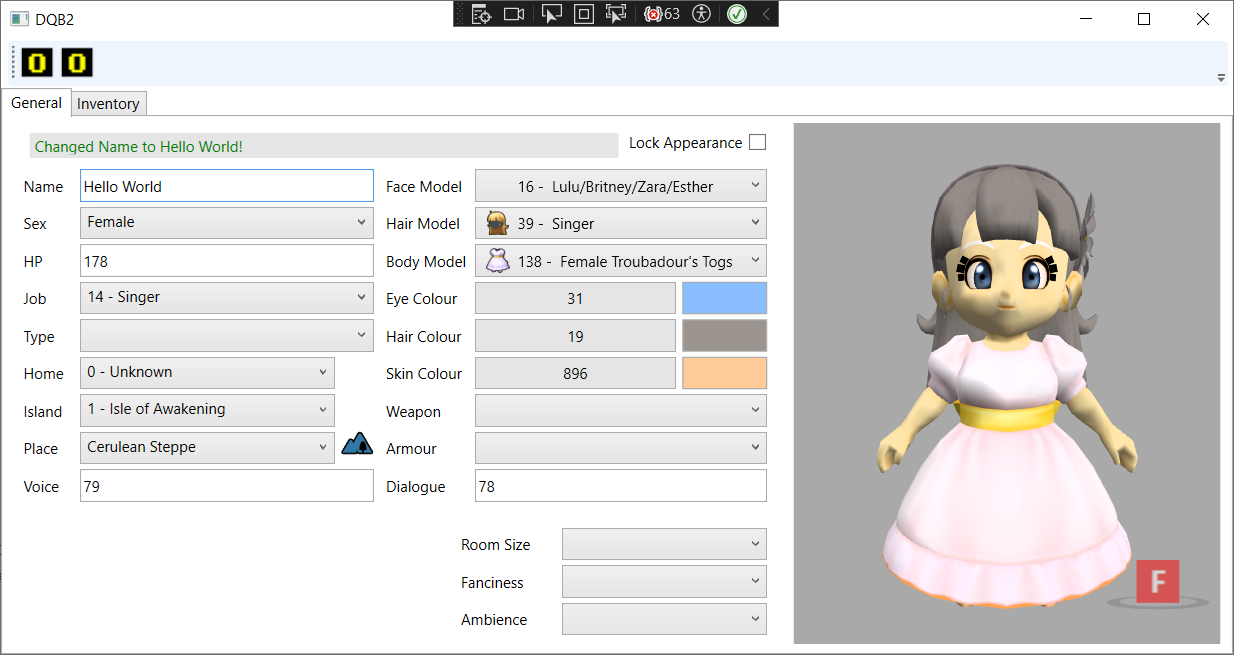 DQB2
63
0 0
General Inventory
Changed Name to Hello World!
Lock Appearance
Name Hello World
Face Model 16 - Lulu/Britney/Zara/Esther
Sex Female
Hair Model 39 - Singer
HP 178
Body Model 138 - Female Troubadour's Togs
Job 14 - Singer
Eye Colour 31
Type
Hair Colour 19
Home 0 - Unknown
Skin Colour 896
Island 1 - Isle of Awakening
Weapon
Place Cerulean Steppe
Armour
Voice 79
Dialogue 78
Room Size
Fanciness
Ambience
F